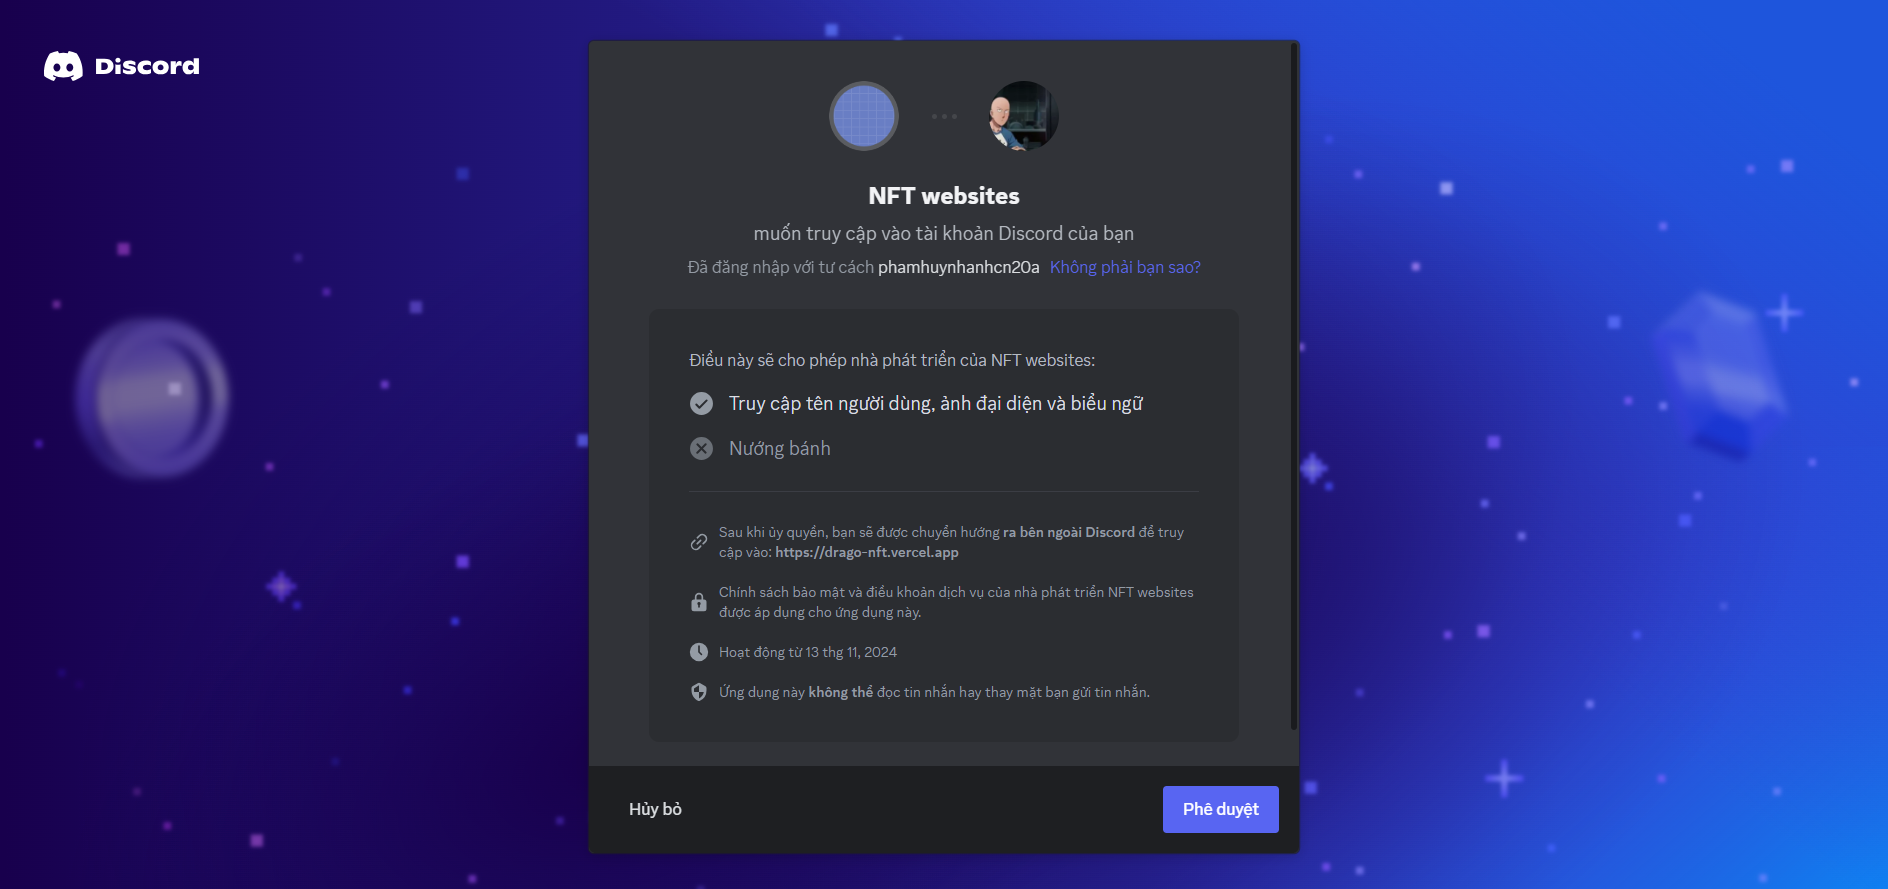 Discord
NFT websites
muốn truy cập vào tài khoản Discord của bạn
Đã đăng nhập với tư cách phamhuynhanhcn20a Không phải bạn sao?
Điều này sẽ cho phép nhà phát triển của NFT websites:
Truy cập tên người dùng, ảnh đại diện và biểu ngữ
Nướng bánh
Sau khi ủy quyền, bạn sẽ được chuyển hướng ra bên ngoài Discord để truy
cập vào: https://drago-nft.vercel.app
Chính sách bảo mật và điều khoản dịch vụ của nhà phát triển NFT websites
được áp dụng cho ứng dụng này.
Hoạt động từ 13 thg 11, 2024
Ứng dụng này không thể đọc tin nhắn hay thay mặt bạn gửi tin nhắn.
Hủy bỏ
Phê duyệt